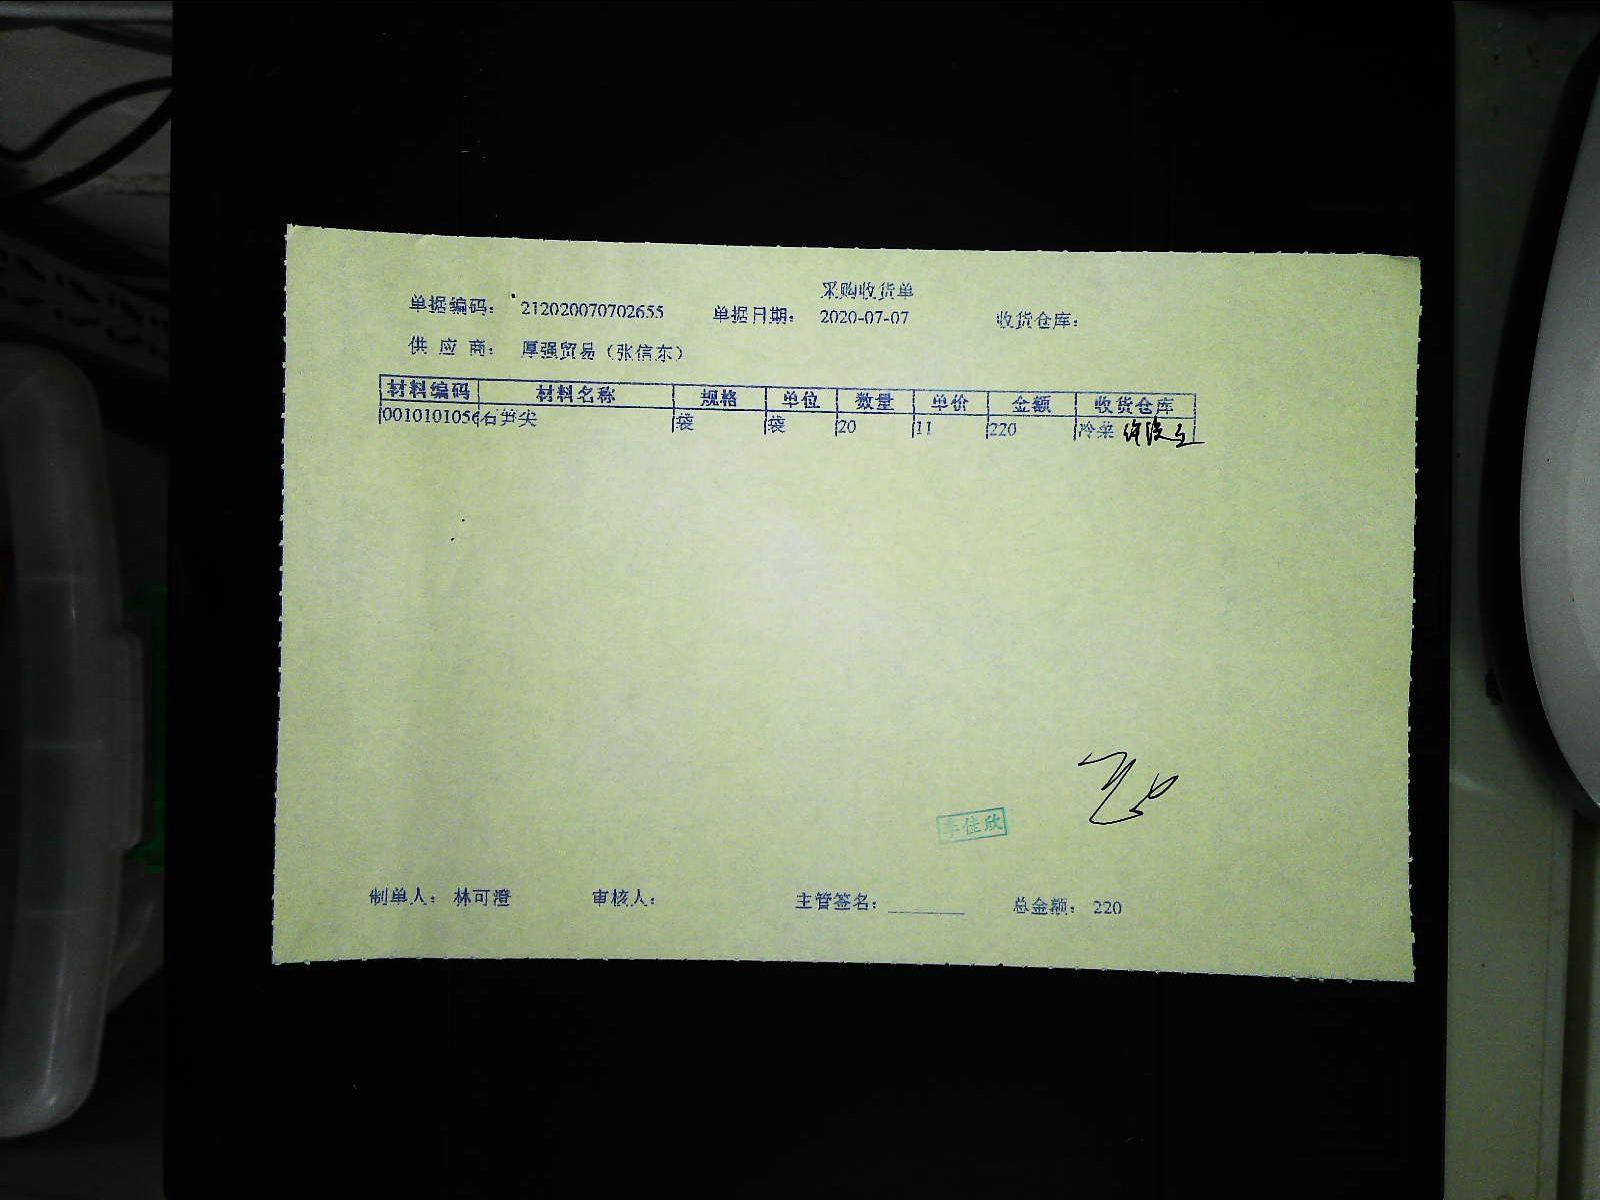 采购收货单
单据编码： 212020070702655 单据日期： 2020-07-07 收货仓库：
供 应 商： 厚强贸易（张信东）
材料编码 材料名称 规格 单位 数量 单价 金额 收货仓库
0010101056 石笋尖 袋 袋 20 11 220 冷菜
李佳欣
制单人： 林可澄 审核人： 主管签名： 总金额： 220